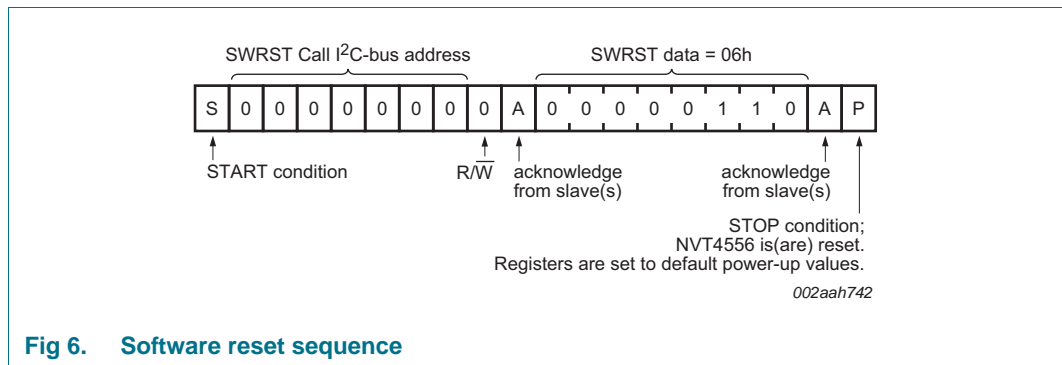 SWRST Call I2C-bus address SWRST data = 06h
S 0 0 0 0 0 0 0 0 A 0 0 0 0 0 1 1 0 A P
START condition R/W acknowledge from slave(s) acknowledge from slave(s)
STOP condition;
NVT4556 is(are) reset.
Registers are set to default power-up values.
002aah742
Fig 6. Software reset sequence